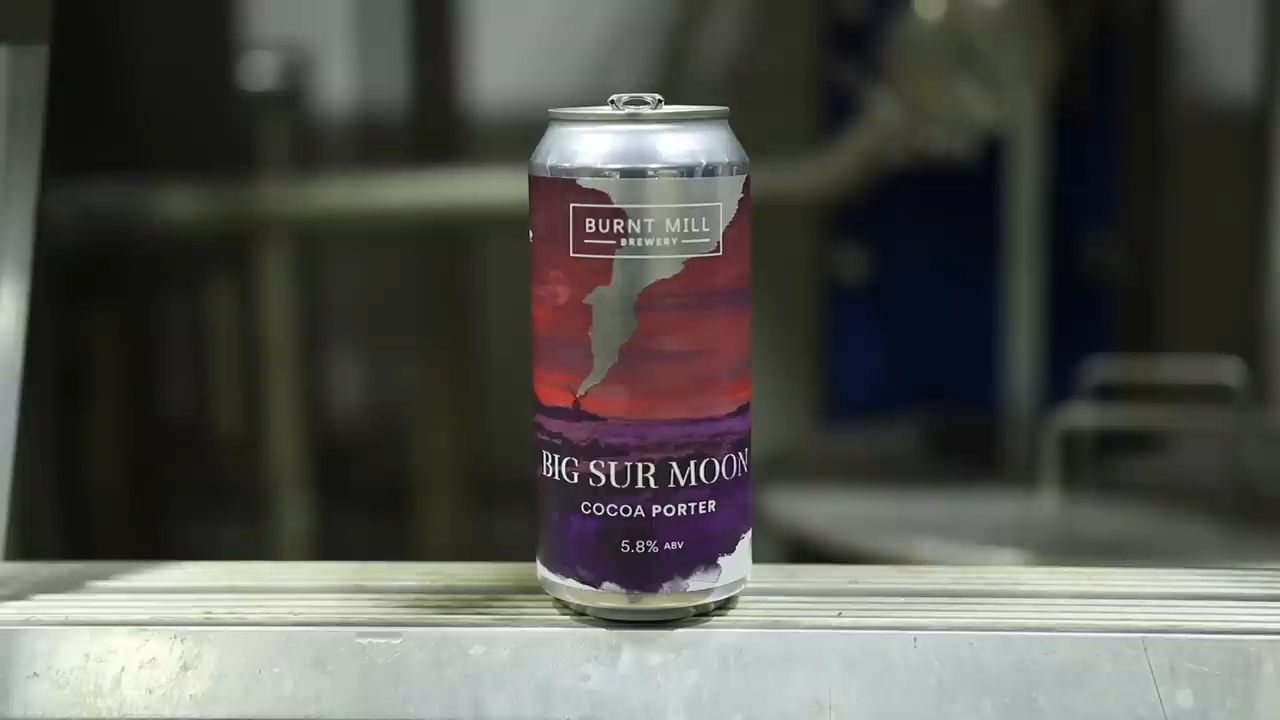 BURNT MILL
BREWERY
BIG SUR MOON
COCOA PORTER
5.8% ABV